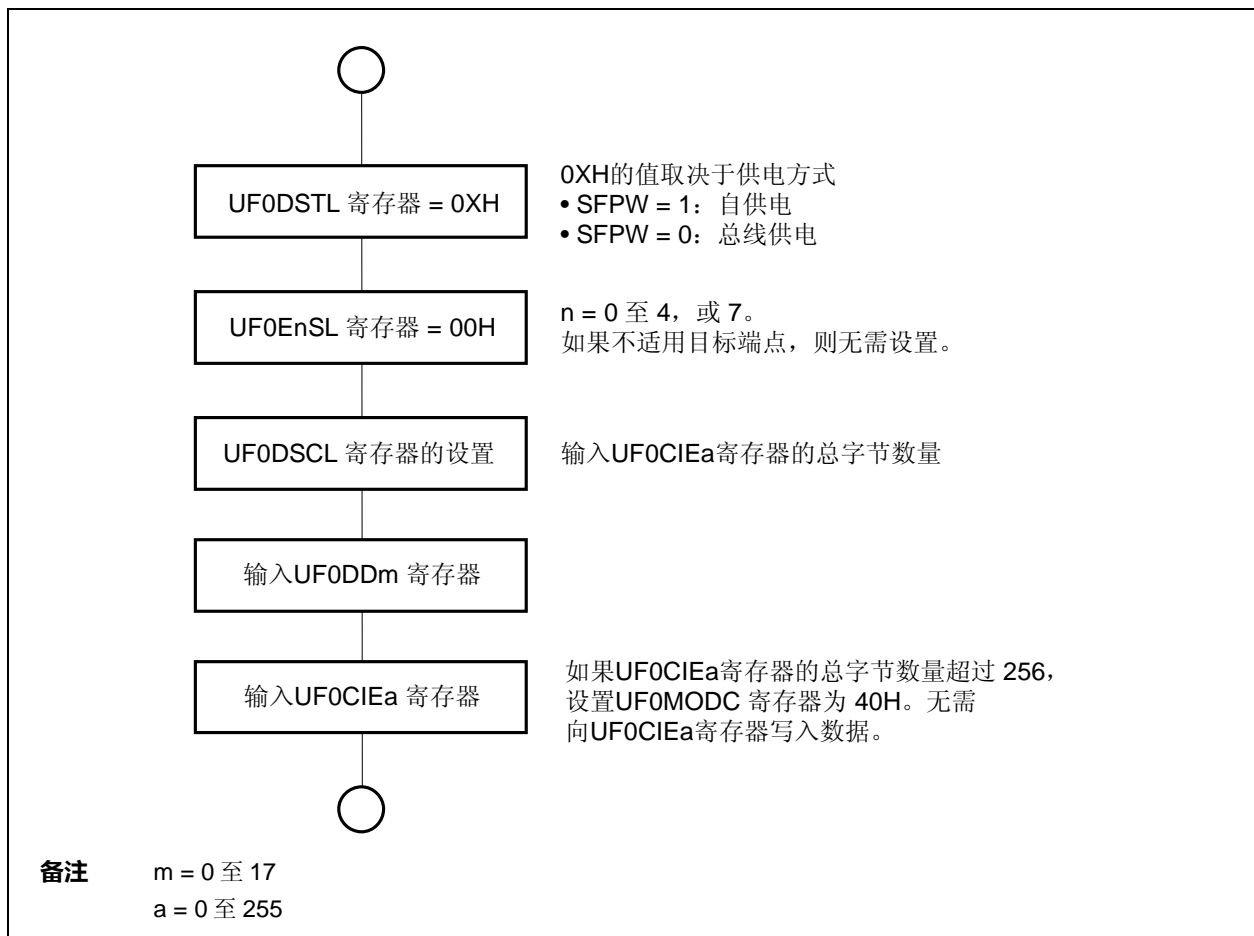 UF0DSTL 寄存器 = 0XH
0XH的值取决于供电方式
• SFPW = 1：自供电
• SFPW = 0：总线供电
UF0EnSL 寄存器 = 00H
n = 0 至 4，或 7。
如果不适用目标端点，则无需设置。
UF0DSCL 寄存器的设置
输入UF0CIEa寄存器的总字节数量
输入UF0DDm 寄存器
输入UF0CIEa 寄存器
如果UF0CIEa寄存器的总字节数量超过 256，
设置UF0MODC 寄存器为 40H。无需
向UF0CIEa寄存器写入数据。
备注 m = 0 至 17
a = 0 至 255